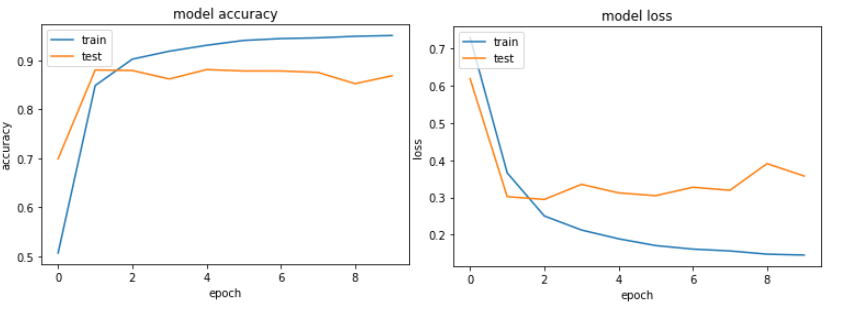 model accuracy
train
test
0.9
0.8
0.7
0.6
0.5
accuracy
0 2 4 6 8
epoch
model loss
train
test
0.7
0.6
0.5
0.4
0.3
0.2
loss
0 2 4 6 8
epoch